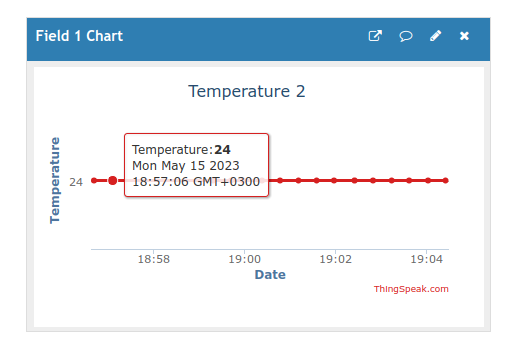 Field 1 Chart
Temperature 2
Temperature:24
Mon May 15 2023
18:57:06 GMT+0300
Temperature
24
18:58 19:00 19:02 19:04
Date
ThingSpeak.com